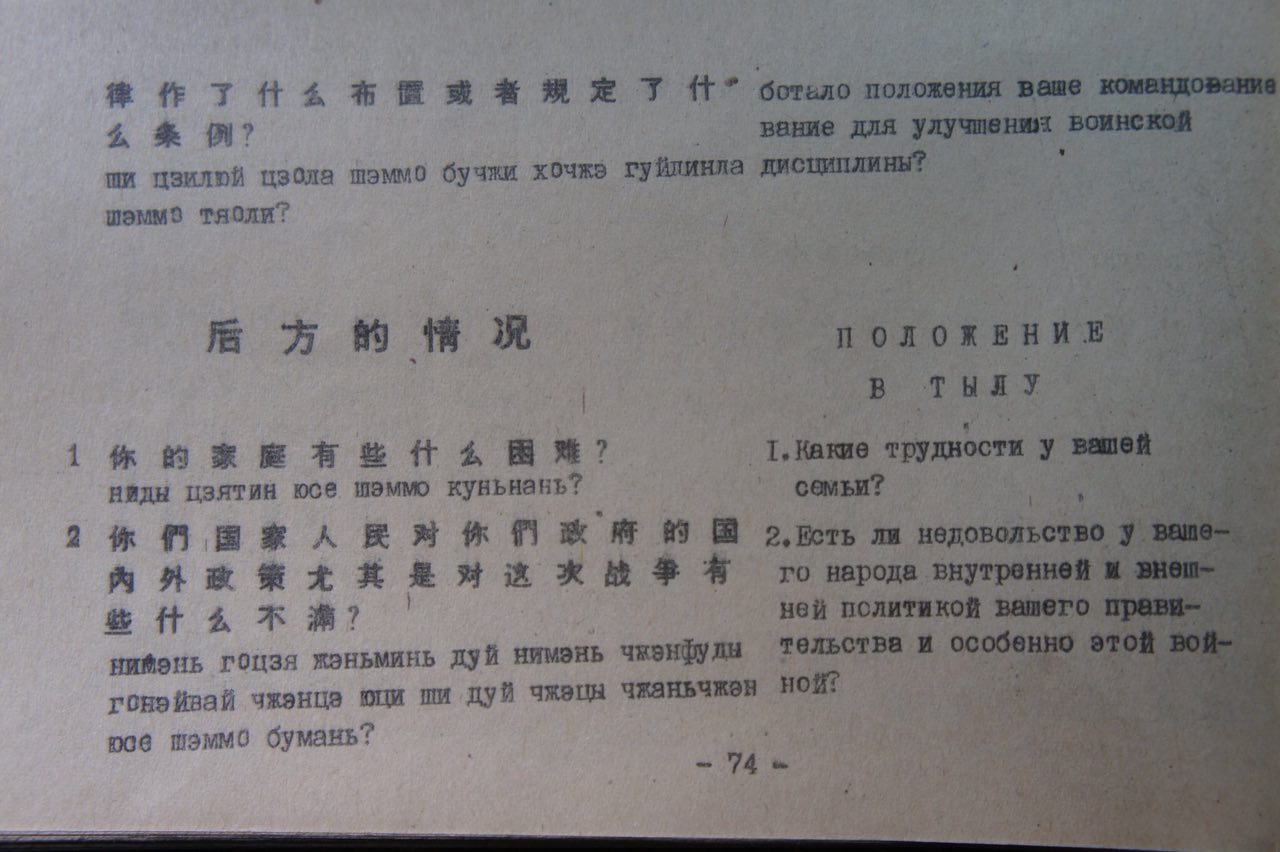 律作了什么布置或者规定了什
么条例?
ши цзилюй цзола шэммо бучжи хочжэ гуйдинла
шэммо тяоли?
ботало положения ваше командование
вание для улучшения воинской
дисциплины?
后方的情况
ПОЛОЖЕНИЕ
В ТЫЛУ
1 你的家庭有些什么困难?
ниды цзятин юсе шэммо куньнань?
1. Какие трудности у вашей
семьи?
2 你們国家人民对你們政府的国
内外政策尤其是对这次战争有
些什么不满?
нимэнь гоцзя жэньминь дуй нимэнь чжэнфуды
гонэйвай чжэнцэ юци ши дуй чжэцы чжаньчжэн
юсе шэммо бумань?
2. Есть ли недовольство у ваше-
го народа внутренней и внеш-
ней политикой вашего прави-
тельства и особенно этой вой-
ной?
- 74 -